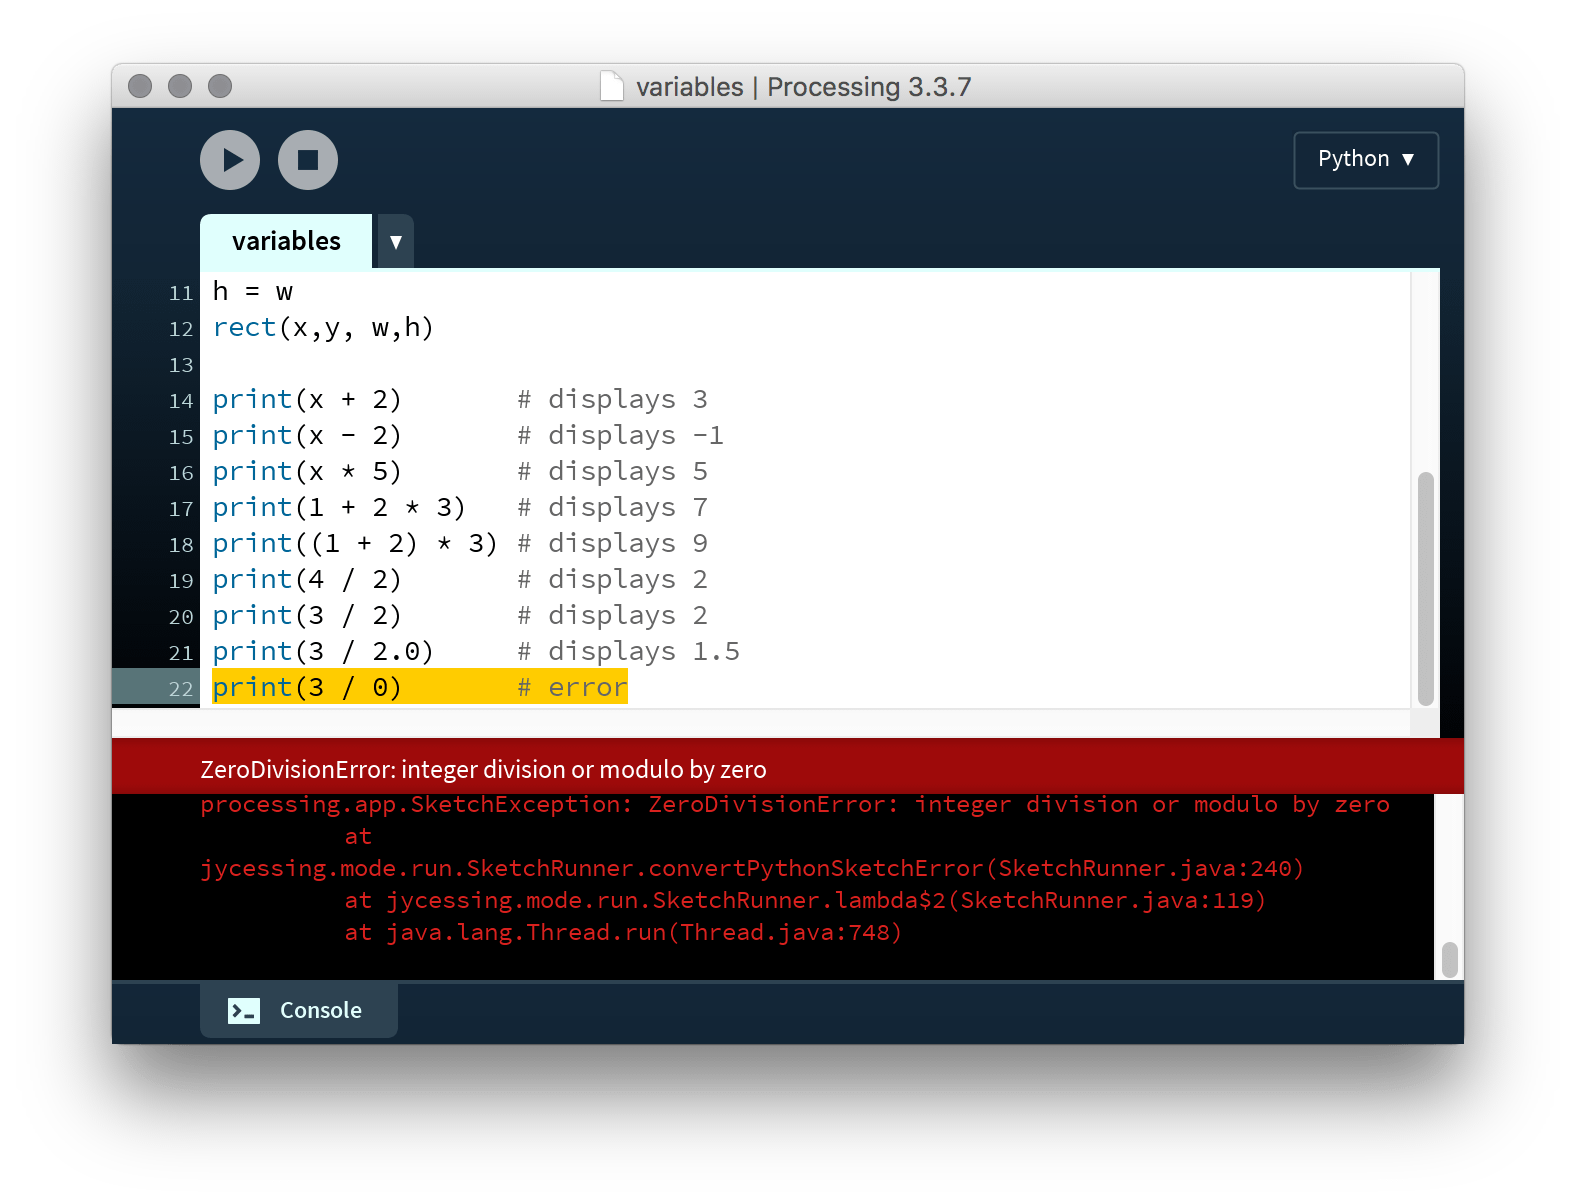 variables | Processing 3.3.7
Python ▼
variables ▼
11 h = w
12 rect(x,y, w,h)
13
14 print(x + 2)       # displays 3
15 print(x - 2)       # displays -1
16 print(x * 5)       # displays 5
17 print(1 + 2 * 3)   # displays 7
18 print((1 + 2) * 3) # displays 9
19 print(4 / 2)       # displays 2
20 print(3 / 2)       # displays 2
21 print(3 / 2.0)     # displays 1.5
22 print(3 / 0)       # error
ZeroDivisionError: integer division or modulo by zero
processing.app.SketchException: ZeroDivisionError: integer division or modulo by zero
at
jycessing.mode.run.SketchRunner.convertPythonSketchError(SketchRunner.java:240)
at jycessing.mode.run.SketchRunner.lambda$2(SketchRunner.java:119)
at java.lang.Thread.run(Thread.java:748)
Console